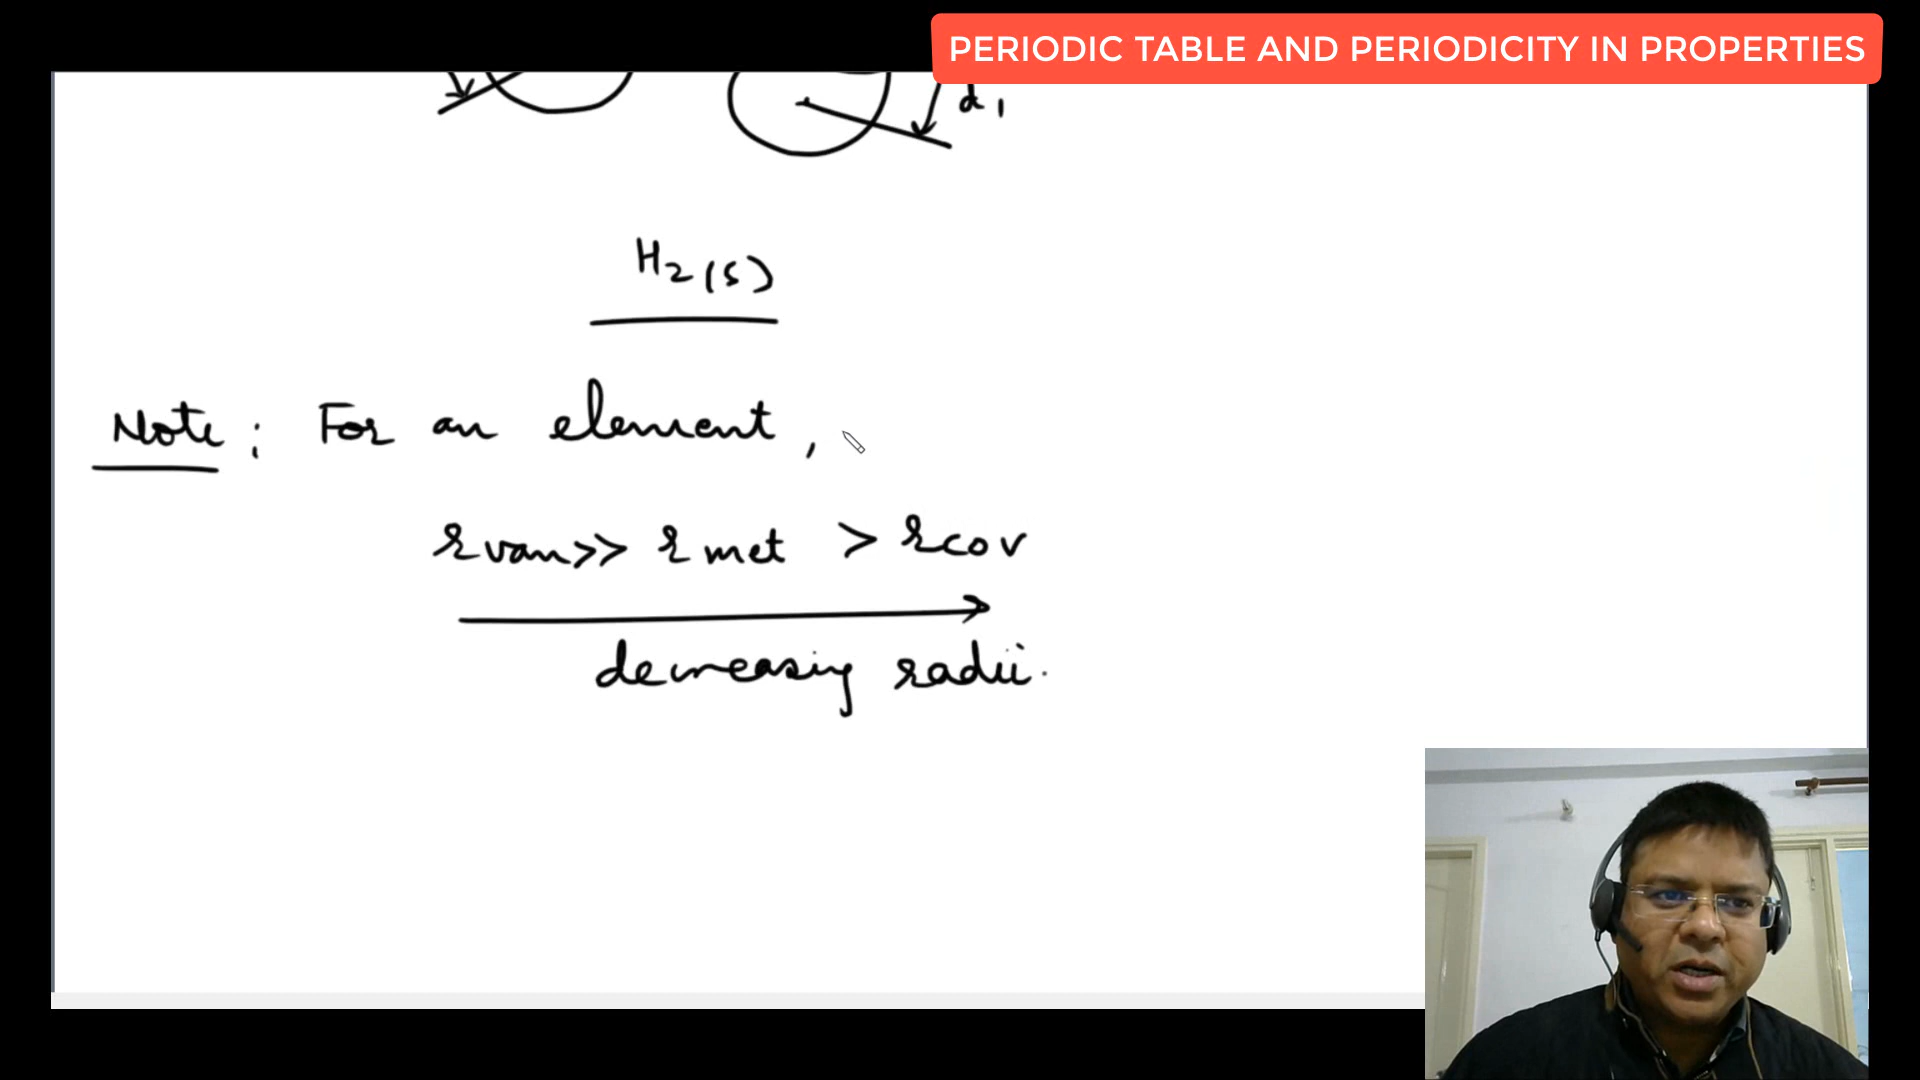 PERIODIC TABLE AND PERIODICITY IN PROPERTIES
d1
H2(s)
Note : For an element ,
rvan >> rmet > rcov
decreasing radii.